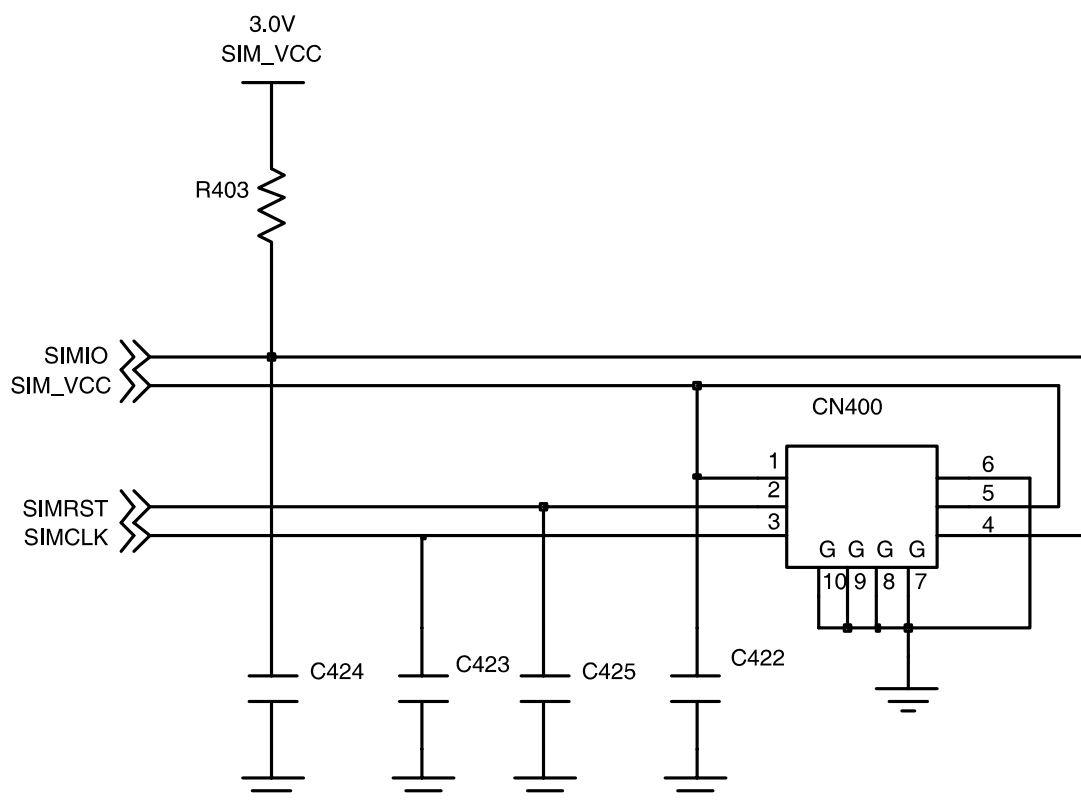 3.0V
SIM_VCC
R403
SIMIO
SIM_VCC
CN400
1
6
2
5
SIMRST
3
4
SIMCLK
G G G G
10 9 8 7
C424
C423
C425
C422